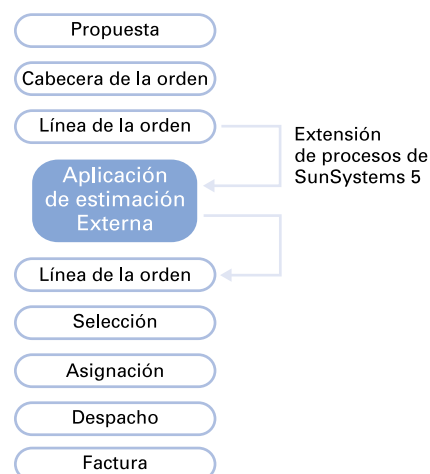 Propuesta
Cabecera de la orden
Línea de la orden
Extensión
de procesos de
SunSystems 5
Aplicación
de estimación
Externa
Línea de la orden
Selección
Asignación
Despacho
Factura